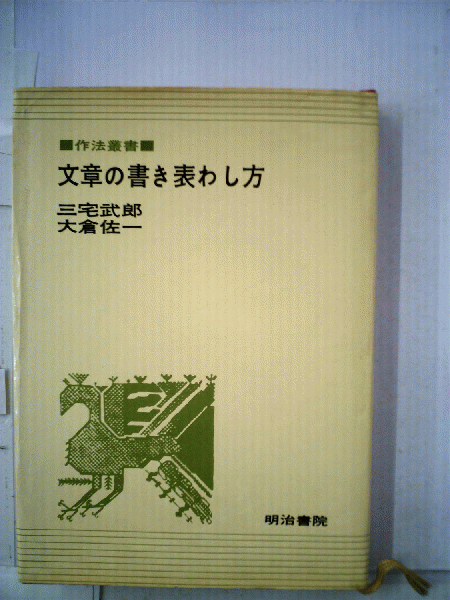 ■作法叢書■
文章の書き表わし方
三宅武郎
大倉佐一
明治書院